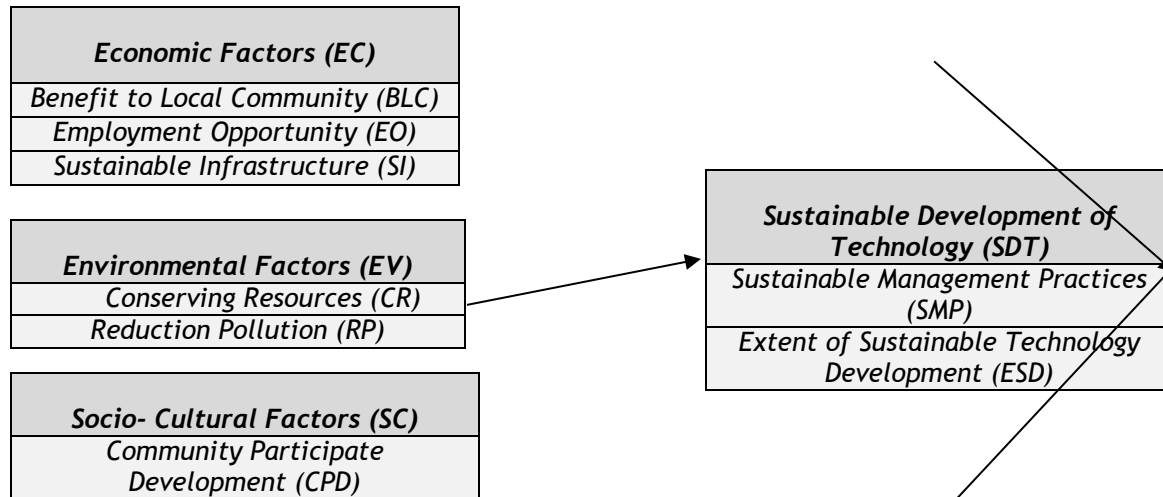 Economic Factors (EC)
Benefit to Local Community (BLC)
Employment Opportunity (EO)
Sustainable Infrastructure (SI)
Environmental Factors (EV)
Conserving Resources (CR)
Reduction Pollution (RP)
Socio- Cultural Factors (SC)
Community Participate
Development (CPD)
Sustainable Development of
Technology (SDT)
Sustainable Management Practices
(SMP)
Extent of Sustainable Technology
Development (ESD)